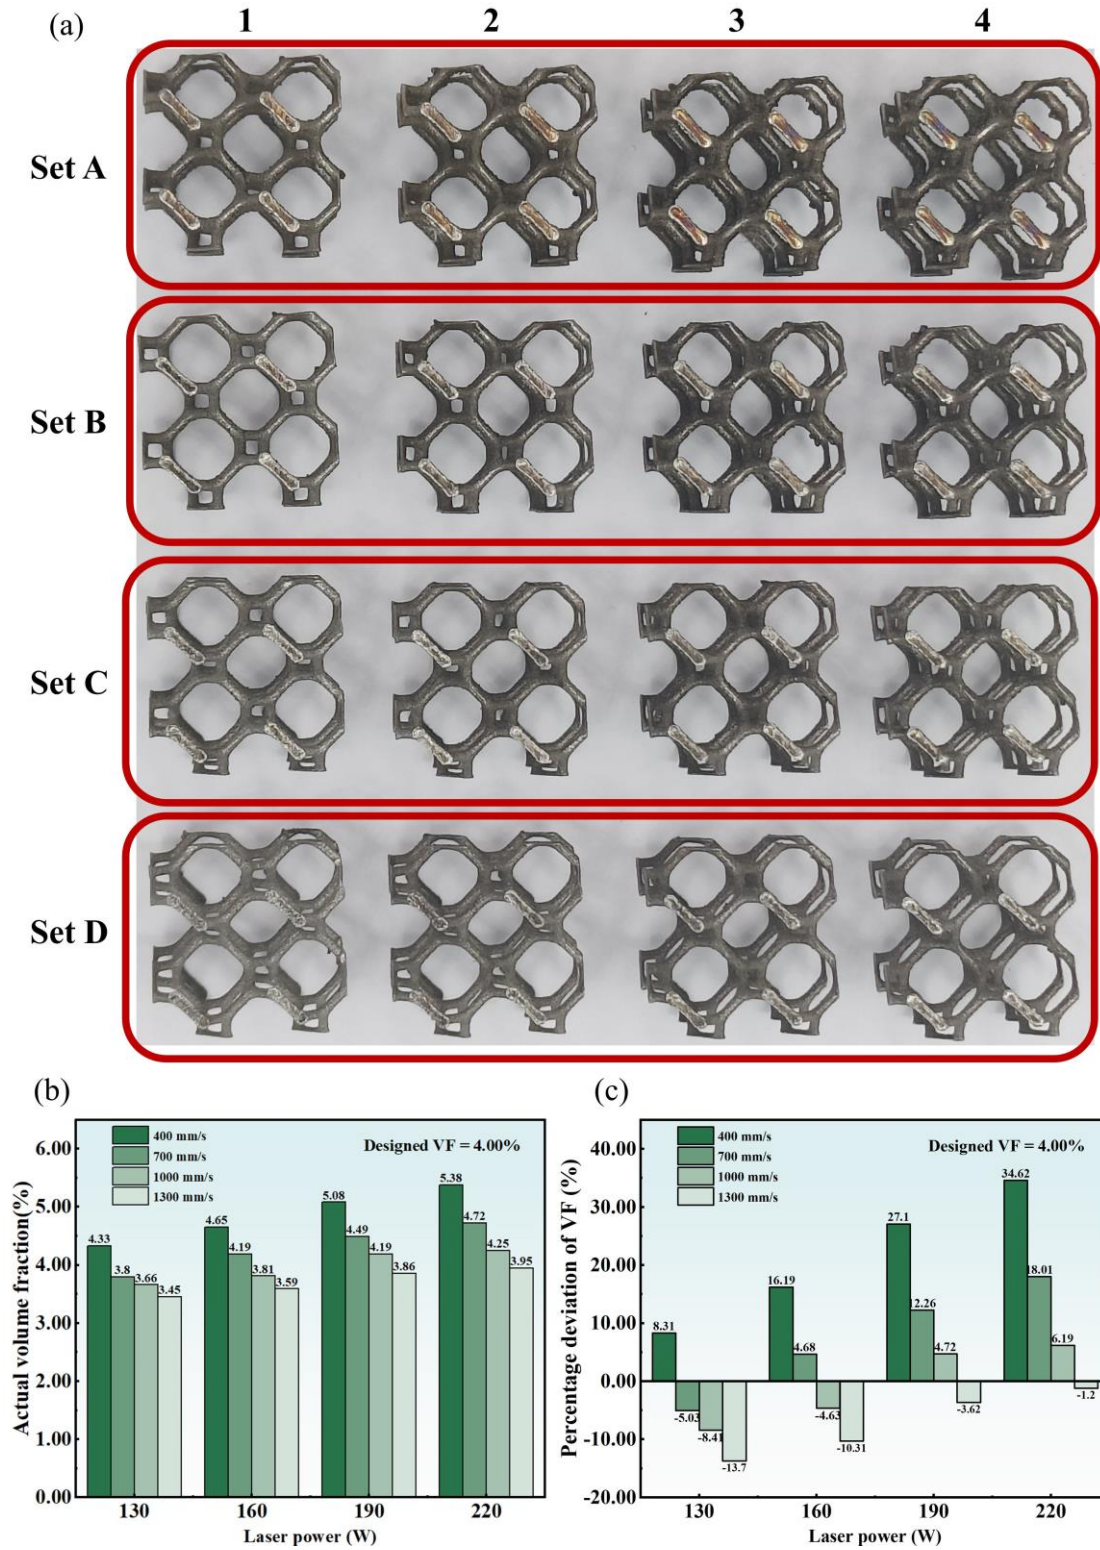 (a)
1 2 3 4
Set A
Set B
Set C
Set D
(b)
Actual volume fraction(%)
6.00
5.00
4.00
3.00
2.00
1.00
0.00
400 mm/s
700 mm/s
1000 mm/s
1300 mm/s
Designed VF = 4.00%
4.33 3.8 3.66 3.45
4.65 4.19 3.81 3.59
5.08 4.49 4.19 3.86
5.38 4.72 4.25 3.95
130 160 190 220
Laser power (W)
(c)
Percentage deviation of VF (%)
40.00
30.00
20.00
10.00
0.00
-10.00
-20.00
400 mm/s
700 mm/s
1000 mm/s
1300 mm/s
Designed VF = 4.00%
8.31 -5.03 -8.41 -13.7
16.19 4.68 -4.63 -10.31
27.1 12.26 4.72 -3.62
34.62 18.01 6.19 -1.2
130 160 190 220
Laser power (W)